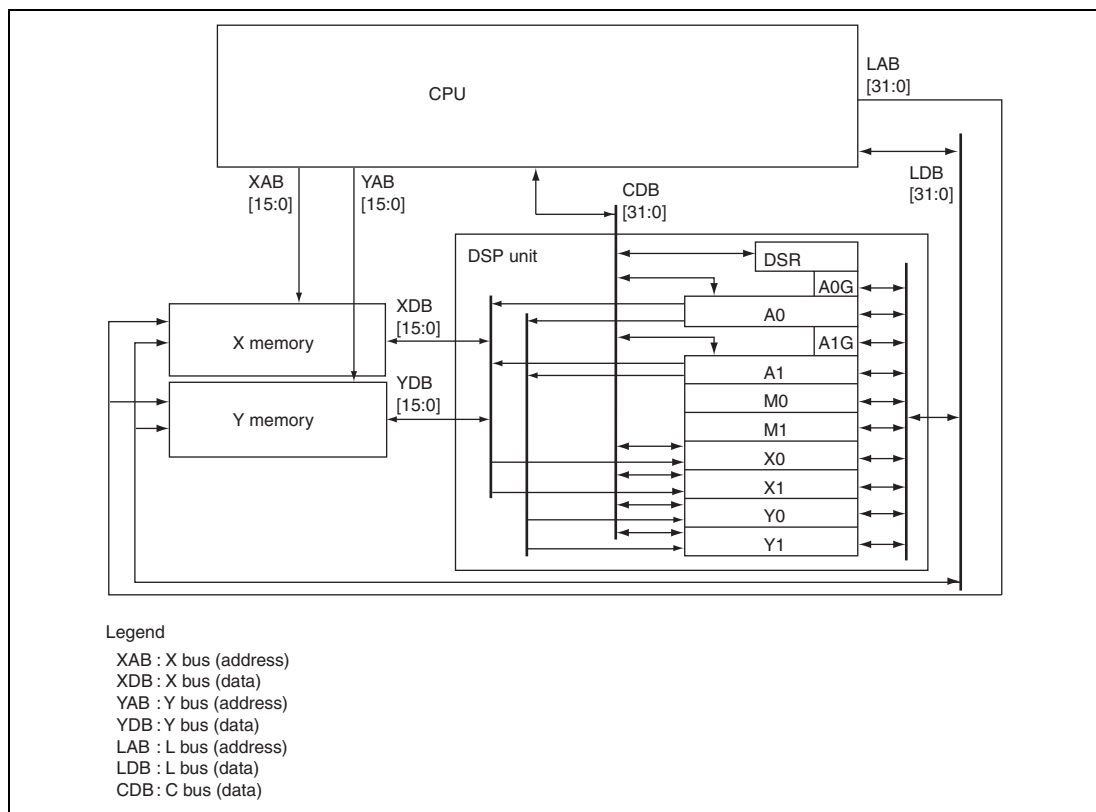 CPU
LAB
[31:0]
XAB
[15:0]
YAB
[15:0]
CDB
[31:0]
LDB
[31:0]
DSP unit
DSR
A0G
A0
A1G
A1
M0
M1
X0
X1
Y0
Y1
XDB
[15:0]
X memory
YDB
[15:0]
Y memory
Legend
XAB : X bus (address)
XDB : X bus (data)
YAB : Y bus (address)
YDB : Y bus (data)
LAB : L bus (address)
LDB : L bus (data)
CDB : C bus (data)